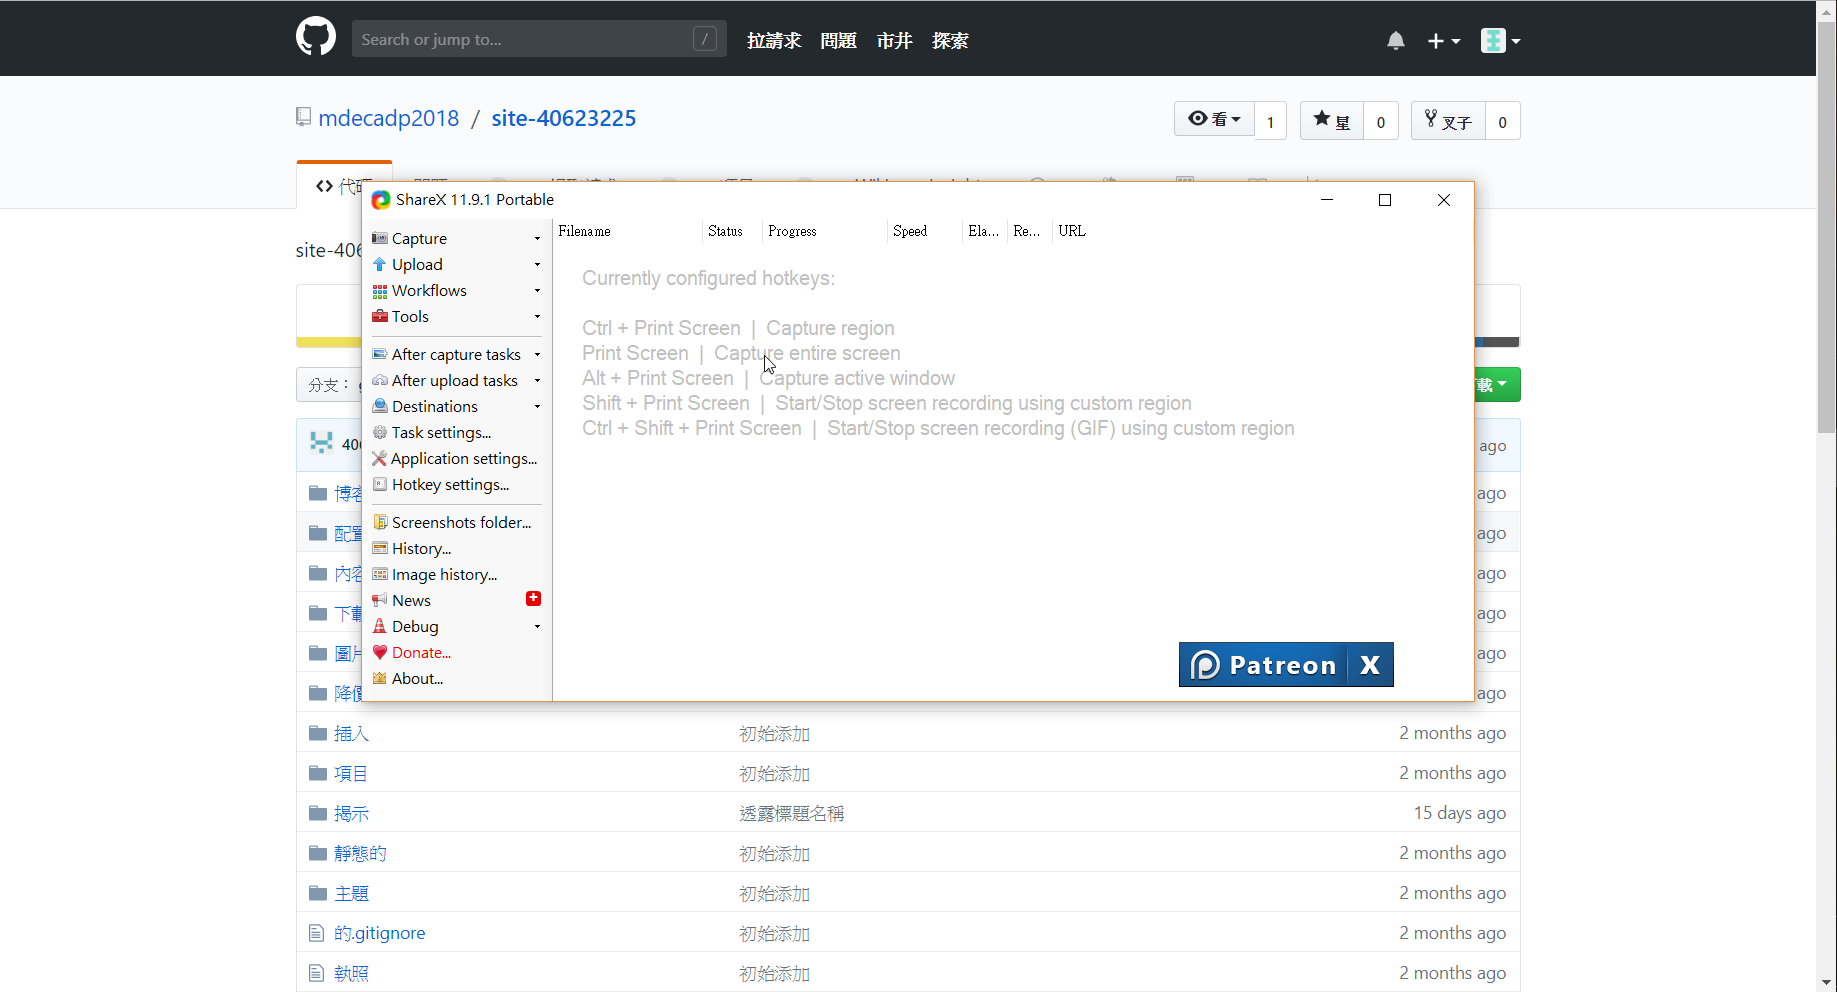 Search or jump to... / 拉請求 問題 市井 探索
mdecadp2018 / site-40623225
看 1 星 0 叉子 0
代
ShareX 11.9.1 Portable
site-406
Capture
Upload
Workflows
Tools
After capture tasks
After upload tasks
Destinations
Task settings...
Application settings...
Hotkey settings...
Screenshots folder...
History...
Image history...
News
Debug
Donate...
About...
Filename Status Progress Speed Ela... Re... URL
Currently configured hotkeys:
Ctrl + Print Screen | Capture region
Print Screen | Capture entire screen
Alt + Print Screen | Capture active window
Shift + Print Screen | Start/Stop screen recording using custom region
Ctrl + Shift + Print Screen | Start/Stop screen recording (GIF) using custom region
Patreon X
分支：
載
406
ago
博客
ago
配置
ago
內容
ago
下載
ago
圖片
ago
降價
ago
插入 初始添加 2 months ago
項目 初始添加 2 months ago
揭示 透露標題名稱 15 days ago
靜態的 初始添加 2 months ago
主題 初始添加 2 months ago
的.gitignore 初始添加 2 months ago
執照 初始添加 2 months ago